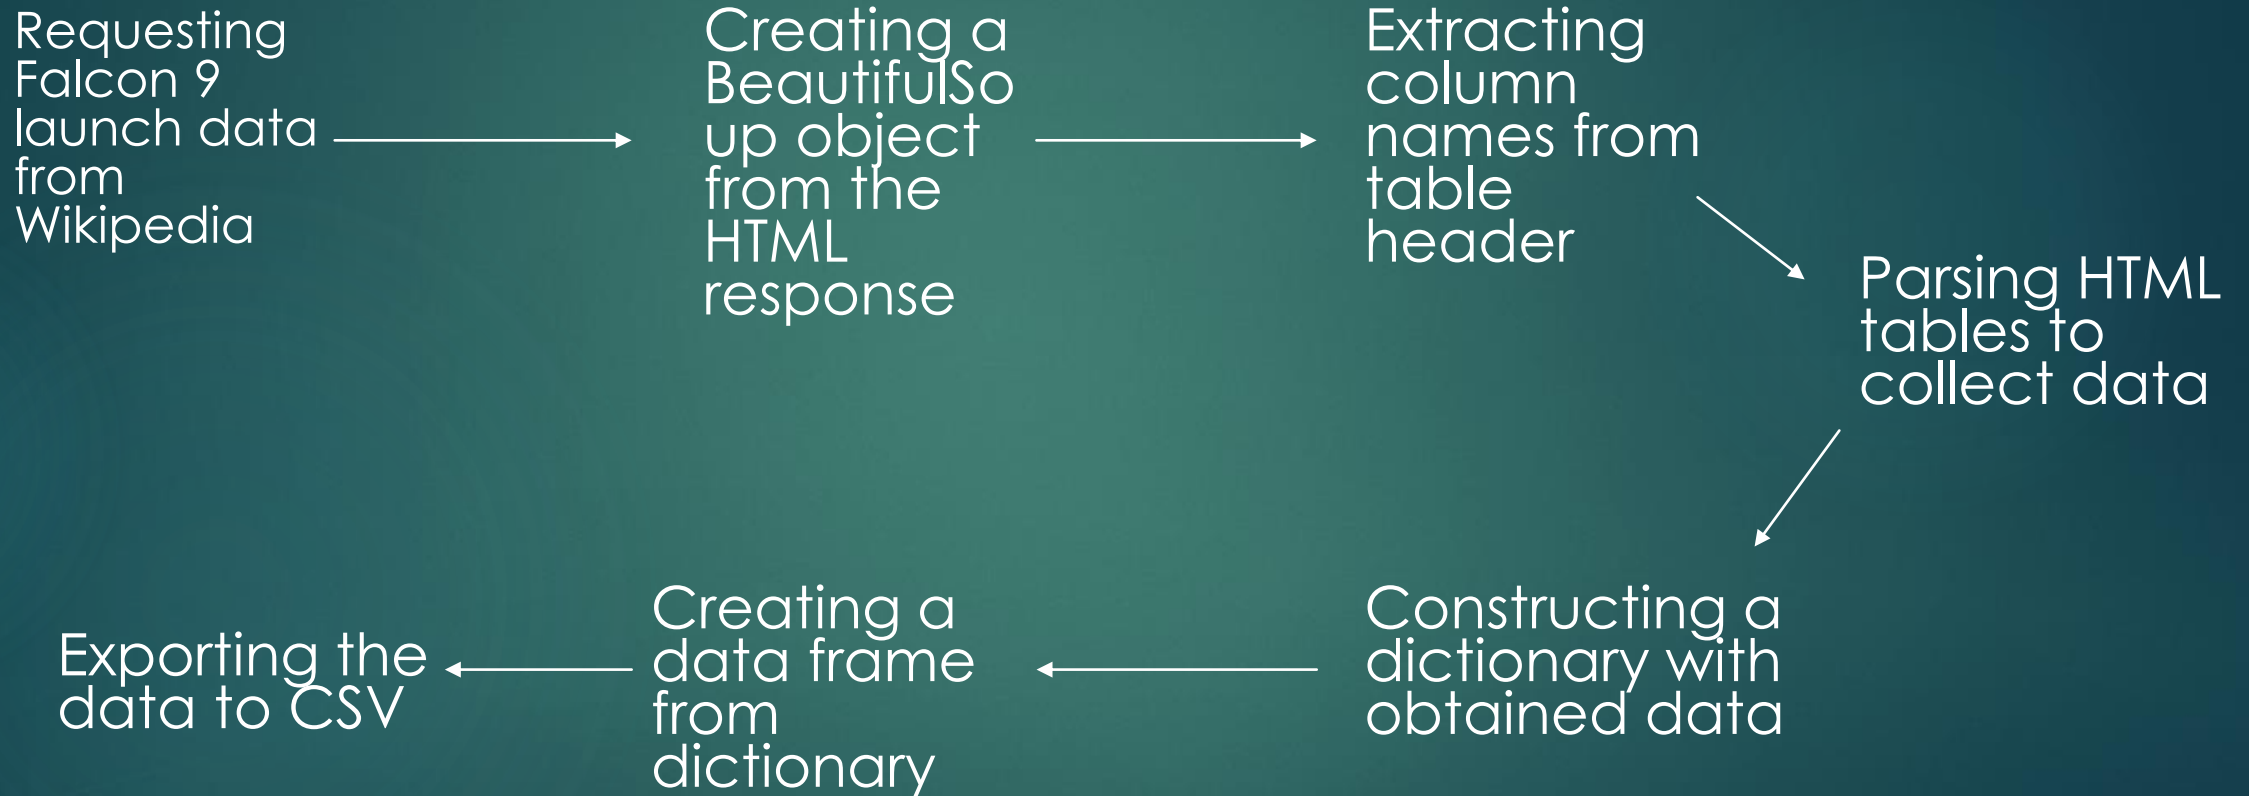 Requesting
Falcon 9
launch data
from
Wikipedia
Creating a
BeautifulSo
up object
from the
HTML
response
Extracting
column
names from
table
header
Parsing HTML
tables to
collect data
Constructing a
dictionary with
obtained data
Creating a
data frame
from
dictionary
Exporting the
data to CSV